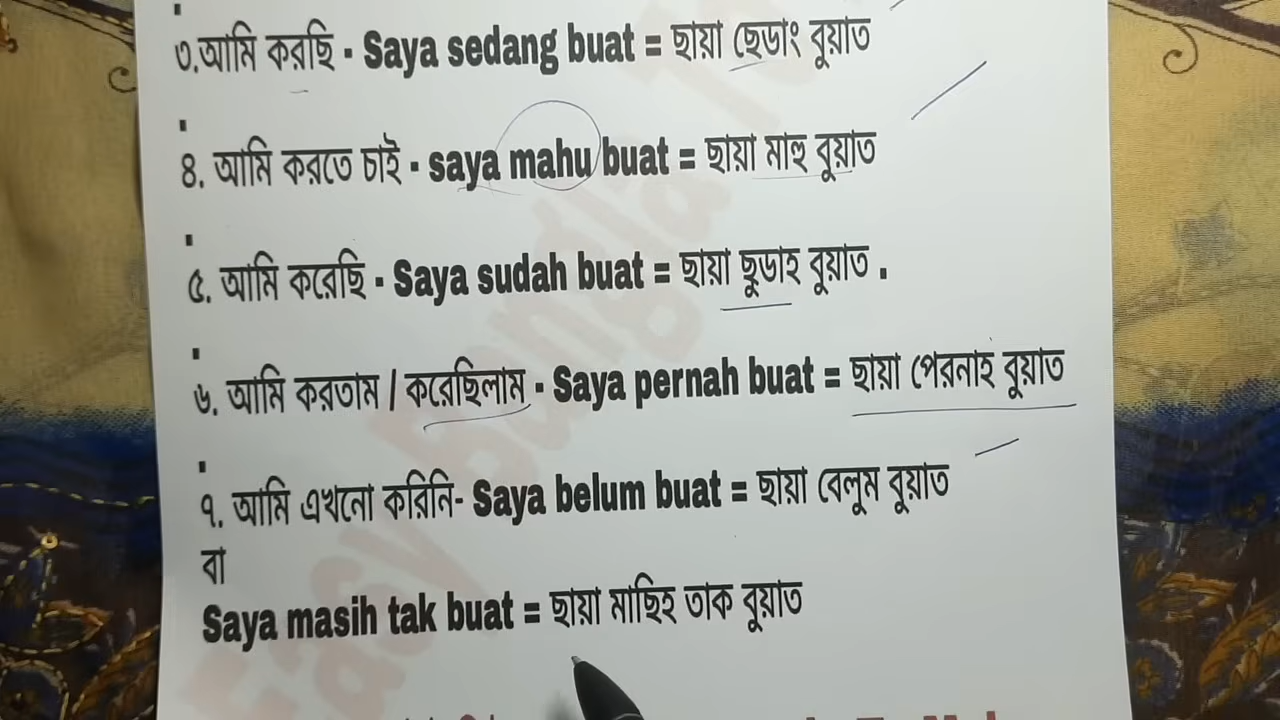 ৩.আমি করছি - Saya sedang buat = ছায়া ছেডাং বুয়াত
৪. আমি করতে চাই - saya mahu buat = ছায়া মাহু বুয়াত
৫. আমি করেছি - Saya sudah buat = ছায়া ছুডাহ বুয়াত .
৬. আমি করতাম / করেছিলাম - Saya pernah buat = ছায়া পেরনাহ বুয়াত
৭. আমি এখনো করিনি- Saya belum buat = ছায়া বেলুম বুয়াত
বা
Saya masih tak buat = ছায়া মাছিহ তাক বুয়াত